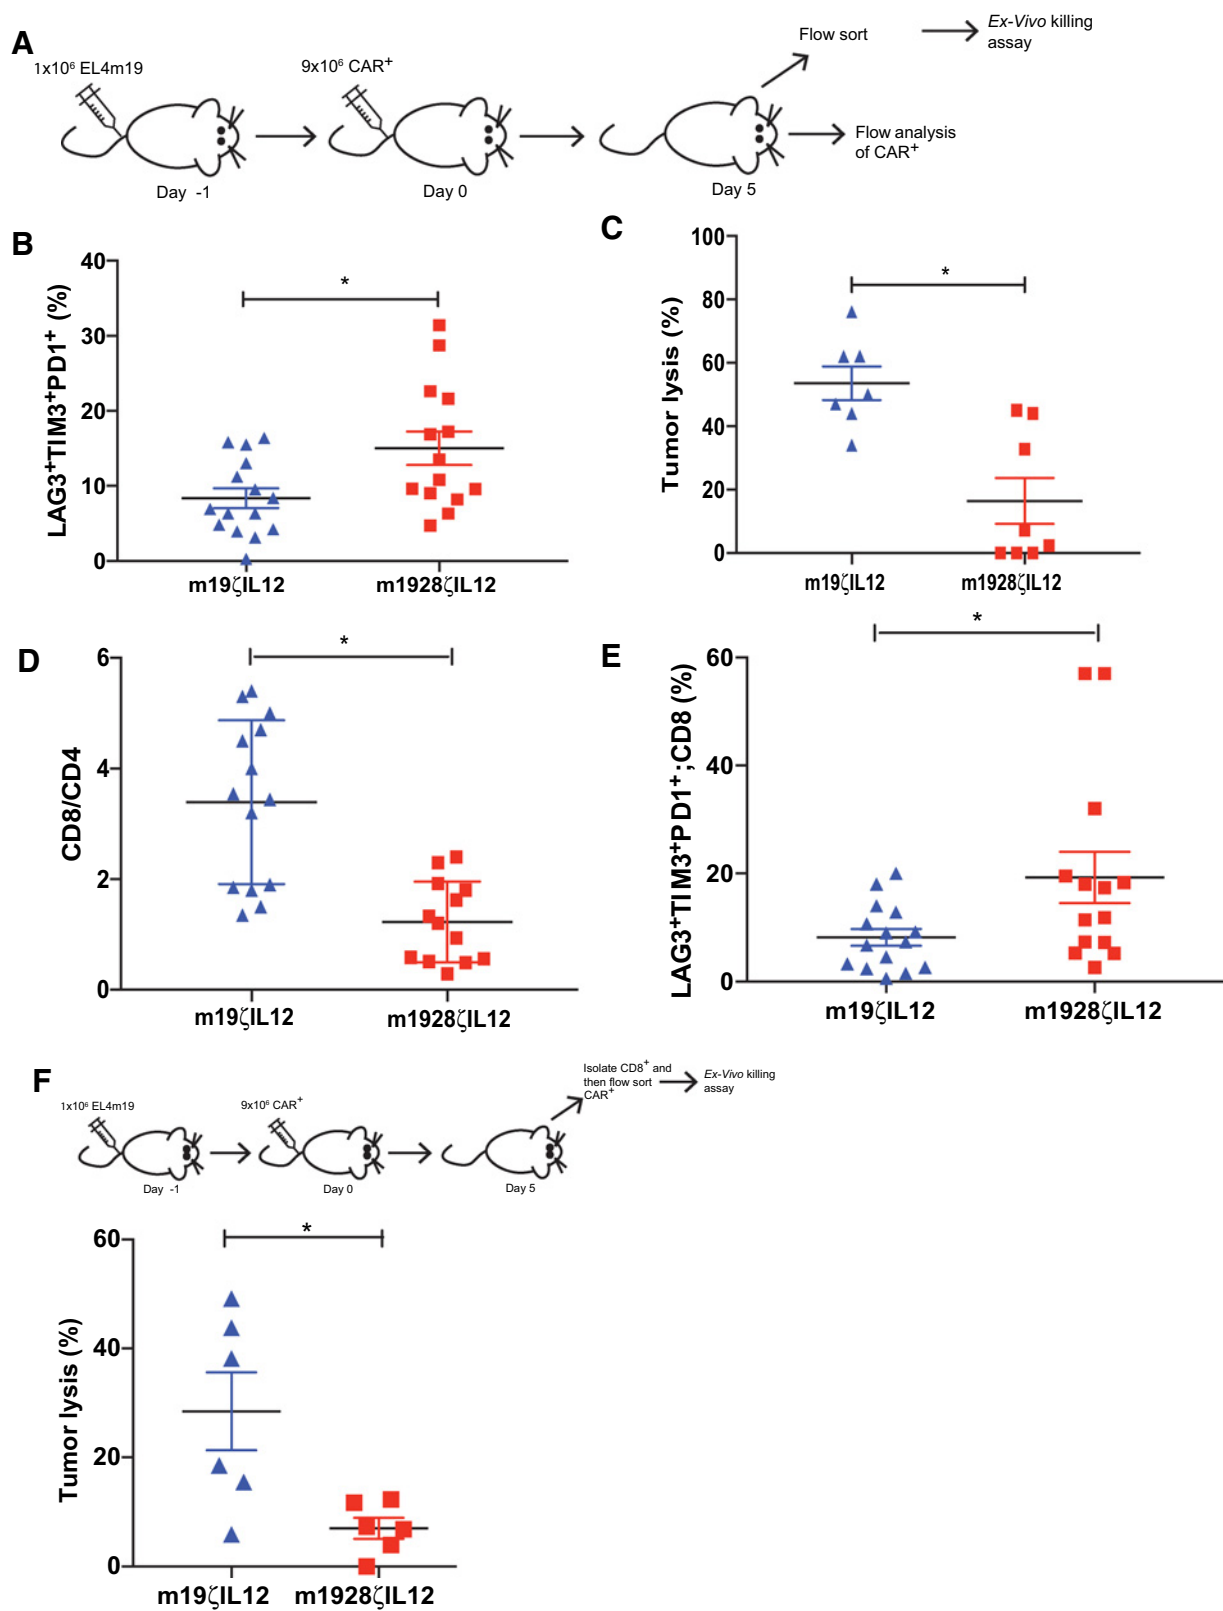 A
1x10⁶ EL4m19
9x10⁶ CAR⁺
Flow sort
Ex-Vivo killing
assay
Flow analysis
of CAR⁺
Day -1
Day 0
Day 5
B
LAG3⁺TIM3⁺PD1⁺ (%)
40
30
20
10
0
*
m19ζIL12
m1928ζIL12
C
Tumor lysis (%)
100
80
60
40
20
0
*
m19ζIL12
m1928ζIL12
D
CD8/CD4
6
4
2
0
*
m19ζIL12
m1928ζIL12
E
LAG3⁺TIM3⁺PD1⁺;CD8 (%)
60
40
20
0
*
m19ζIL12
m1928ζIL12
F
1x10⁶ EL4m19
9x10⁶ CAR⁺
Isolate CD8⁺ and
then flow sort
CAR⁺
Ex-Vivo killing
assay
Day -1
Day 0
Day 5
Tumor lysis (%)
60
40
20
0
*
m19ζIL12
m1928ζIL12